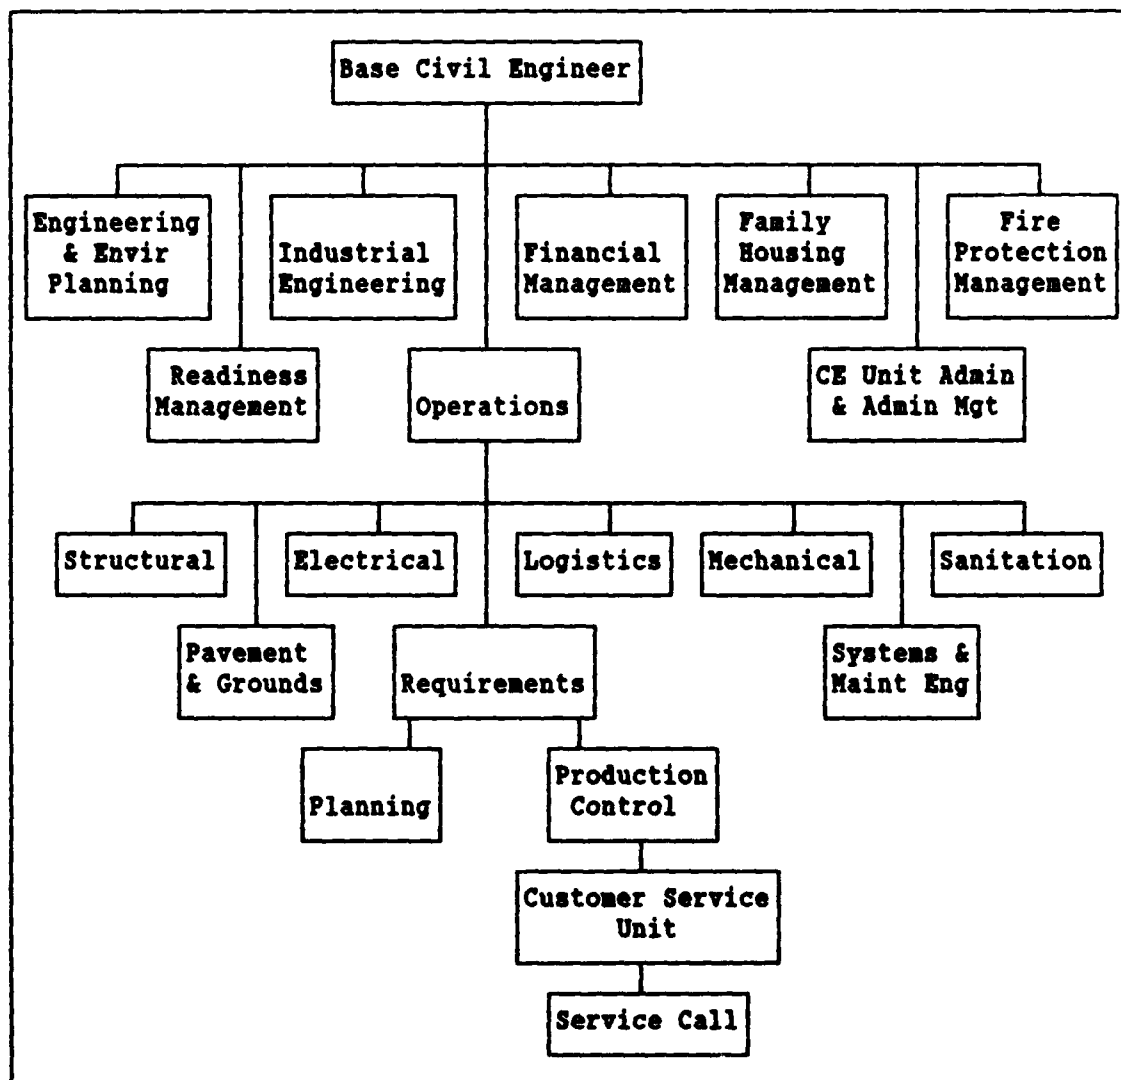 Base Civil Engineer
Engineering
& Envir
Planning
Industrial
Engineering
Financial
Management
Family
Housing
Management
Fire
Protection
Management
Readiness
Management
Operations
CE Unit Admin
& Admin Mgt
Structural
Electrical
Logistics
Mechanical
Sanitation
Pavement
& Grounds
Requirements
Systems &
Maint Eng
Planning
Production
Control
Customer Service
Unit
Service Call